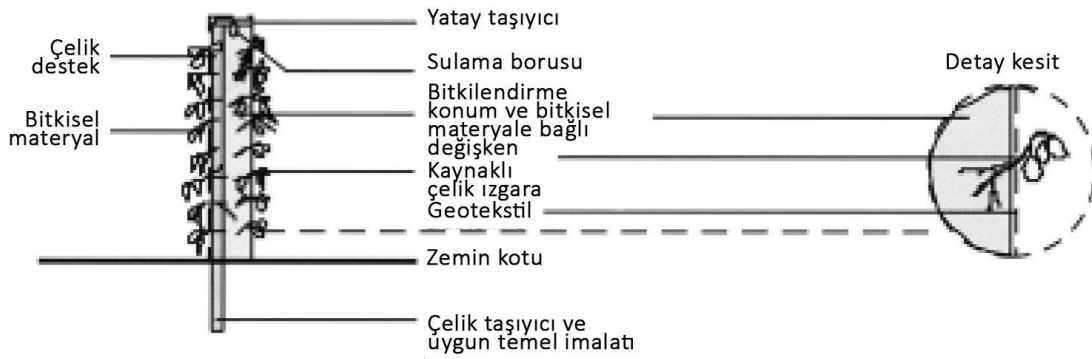 Çelik
destek
Bitkisel
materyal
Yatay taşıyıcı
Sulama borusu
Bitkilendirme
konum ve bitkisel
materyale bağlı
değişken
Kaynaklı
çelik ızgara
Geotekstil
Zemin kotu
Çelik taşıyıcı ve
uygun temel imalatı
Detay kesit